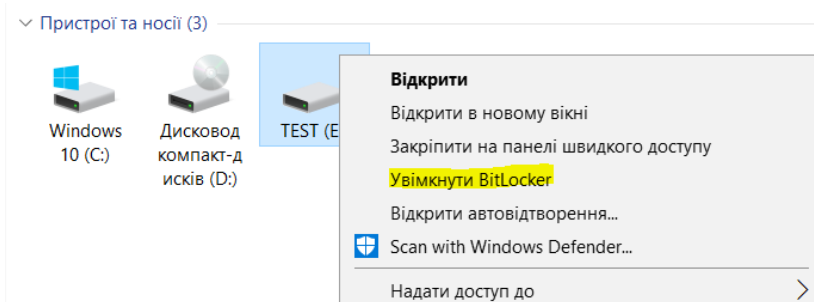 Пристрої та носії (3)
Windows
10 (C:)
Дисковод
компакт-д
исків (D:)
TEST (E
Відкрити
Відкрити в новому вікні
Закріпити на панелі швидкого доступу
Увімкнути BitLocker
Відкрити автовідтворення...
Scan with Windows Defender...
Надати доступ до